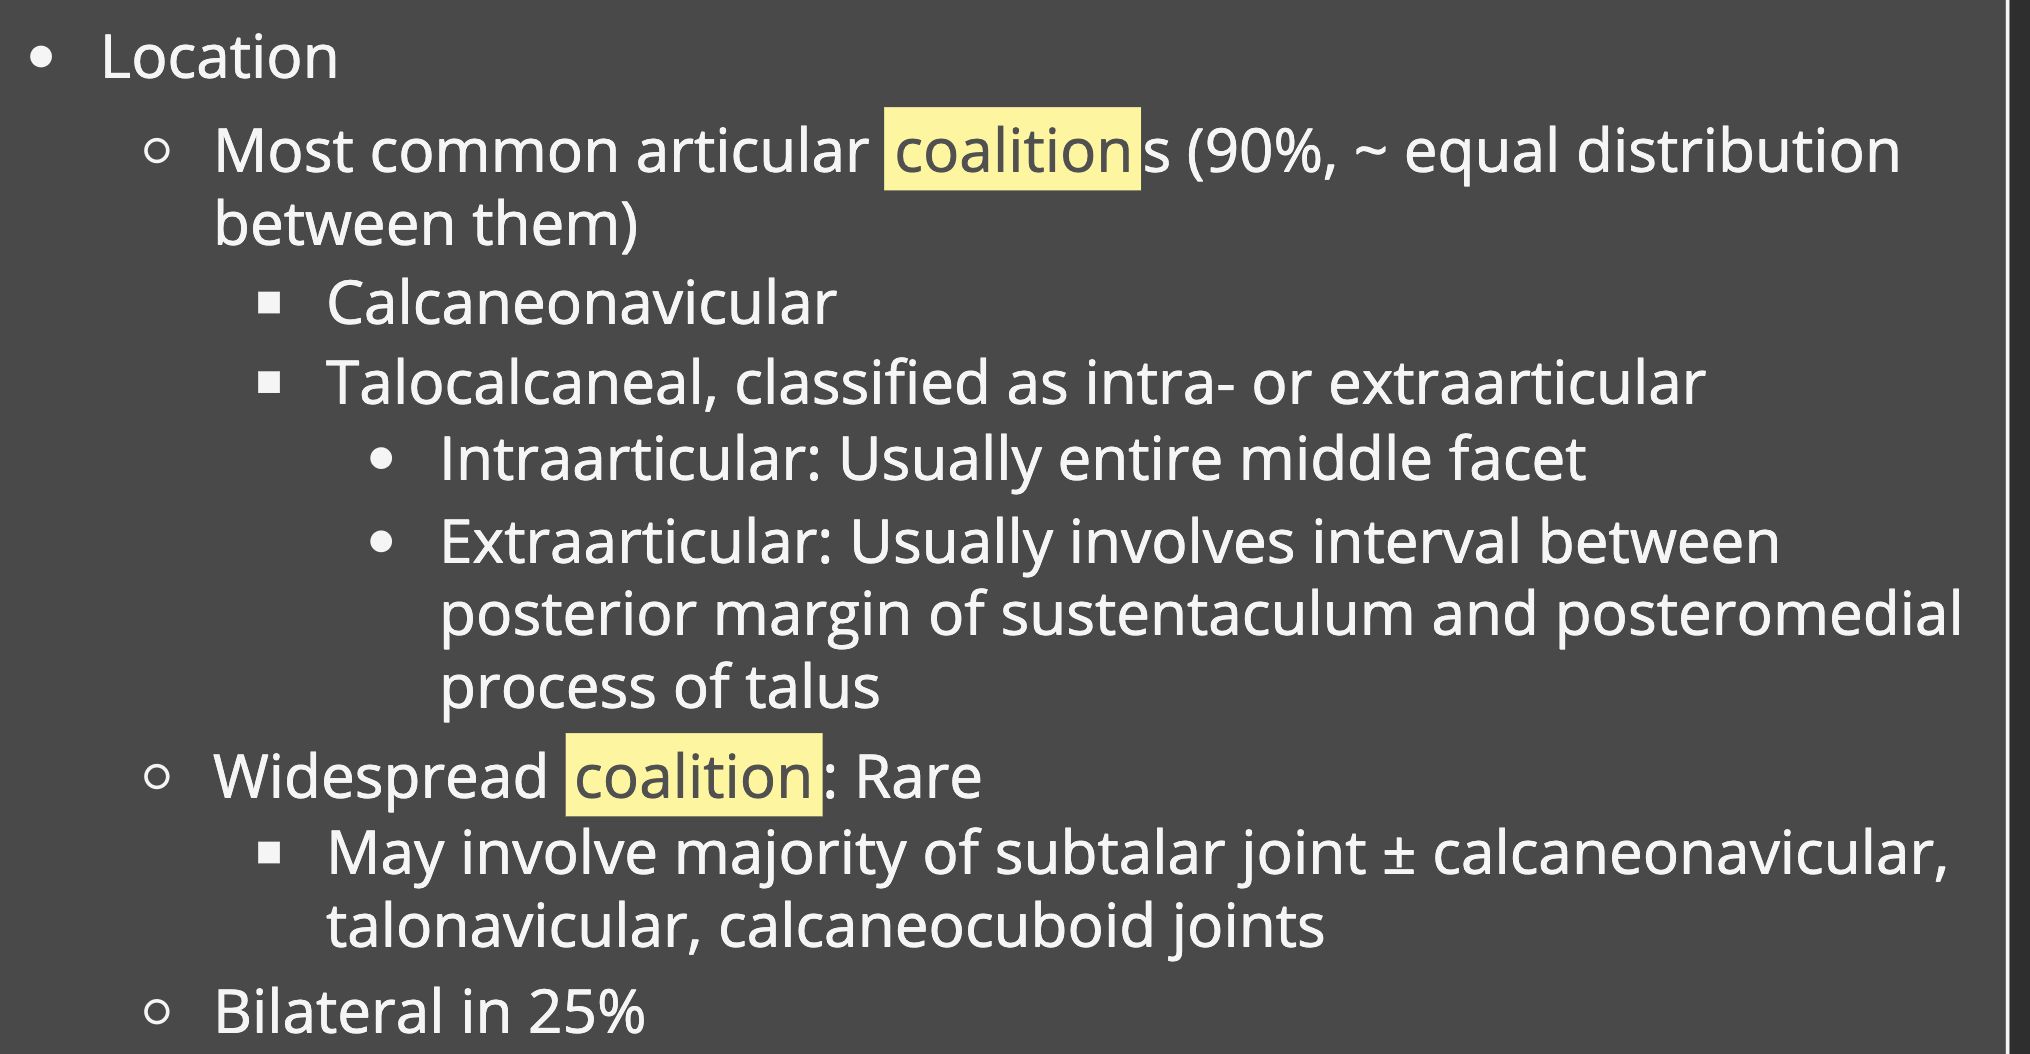 • Location
○ Most common articular coalitions (90%, ~ equal distribution
between them)
■ Calcaneonavicular
■ Talocalcaneal, classified as intra- or extraarticular
• Intraarticular: Usually entire middle facet
• Extraarticular: Usually involves interval between
posterior margin of sustentaculum and posteromedial
process of talus
○ Widespread coalition: Rare
■ May involve majority of subtalar joint ± calcaneonavicular,
talonavicular, calcaneocuboid joints
○ Bilateral in 25%